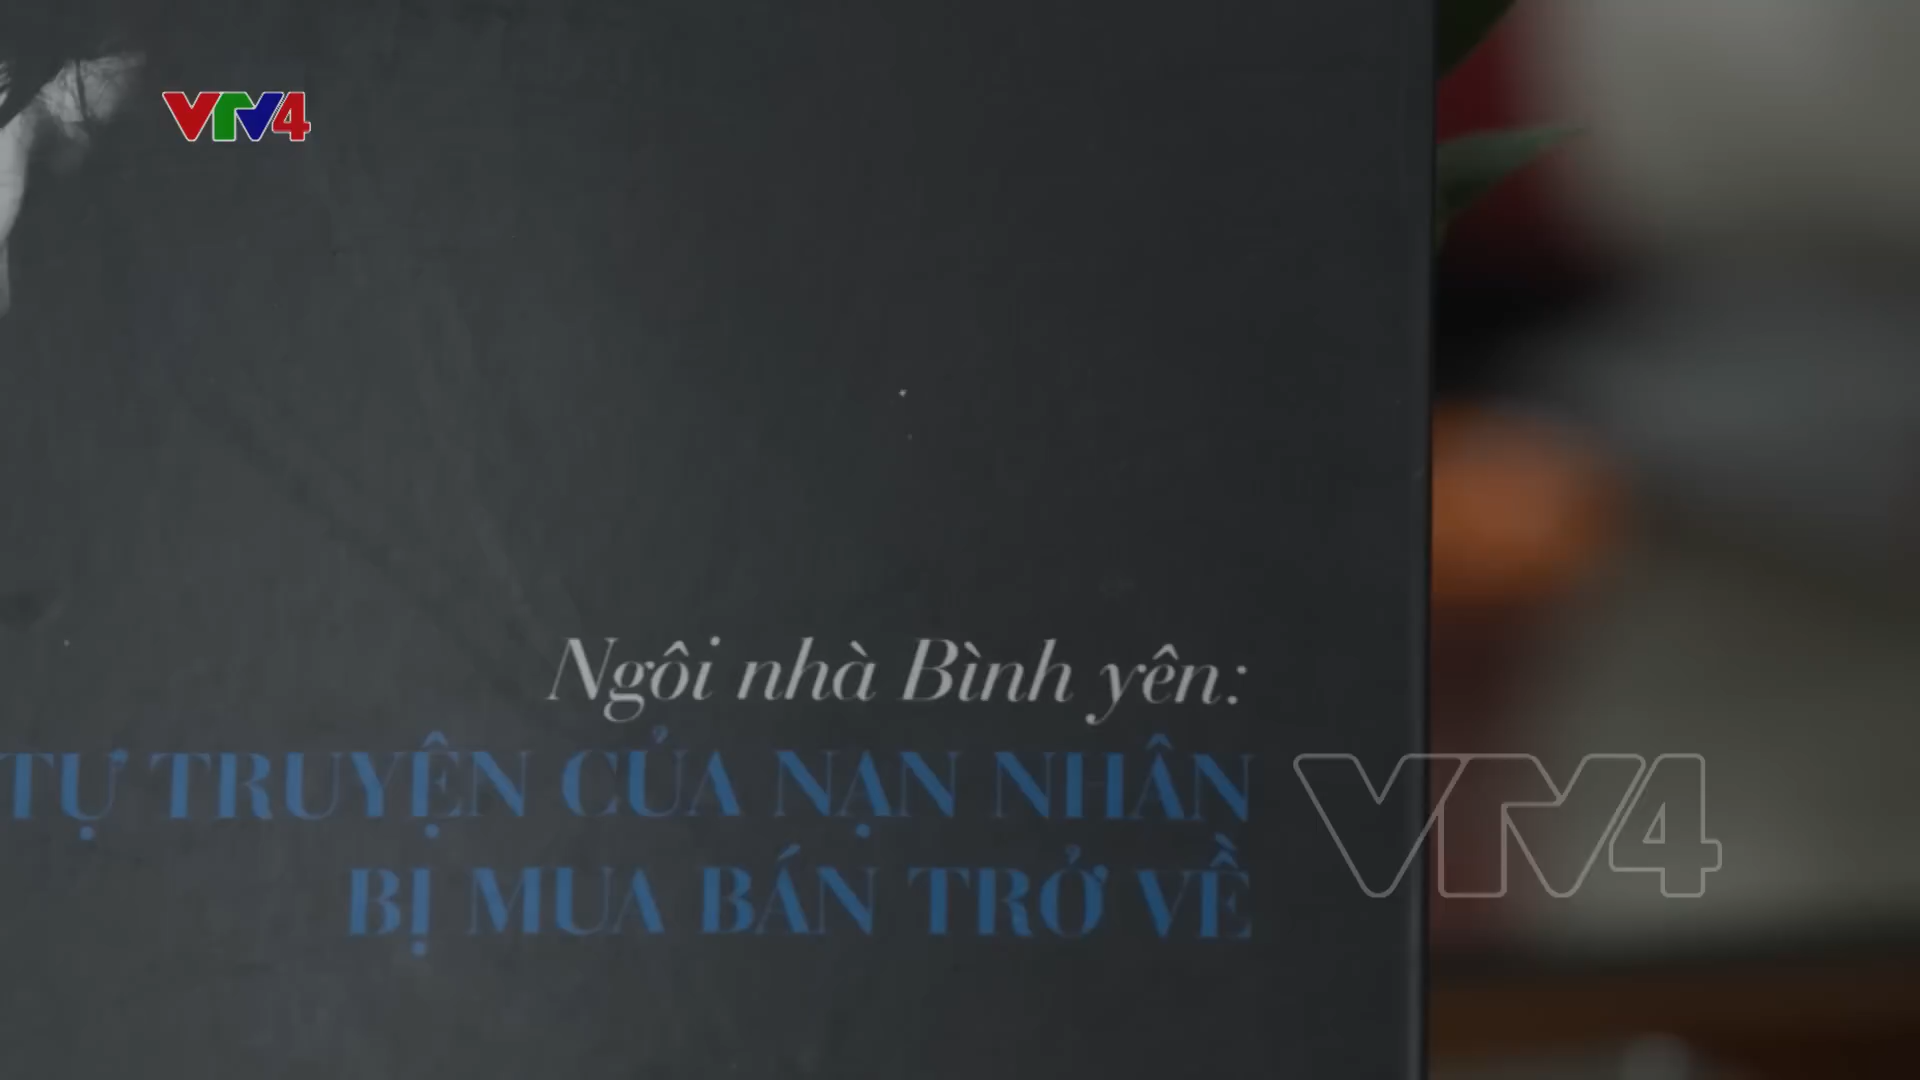 VTV4
Ngôi nhà Bình yên:
TỰ TRUYỆN CỦA NẠN NHÂN
BỊ MUA BÁN TRỞ VỀ
VTV4